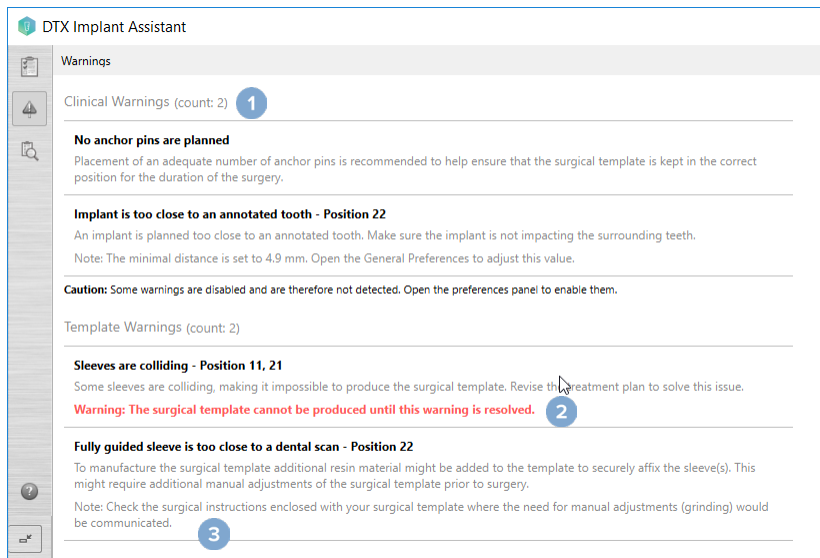 DTX Implant Assistant
Warnings
Clinical Warnings (count: 2) 1
No anchor pins are planned
Placement of an adequate number of anchor pins is recommended to help ensure that the surgical template is kept in the correct
position for the duration of the surgery.
Implant is too close to an annotated tooth - Position 22
An implant is planned too close to an annotated tooth. Make sure the implant is not impacting the surrounding teeth.
Note: The minimal distance is set to 4.9 mm. Open the General Preferences to adjust this value.
Caution: Some warnings are disabled and are therefore not detected. Open the preferences panel to enable them.
Template Warnings (count: 2)
Sleeves are colliding - Position 11, 21
Some sleeves are colliding, making it impossible to produce the surgical template. Revise the treatment plan to solve this issue.
Warning: The surgical template cannot be produced until this warning is resolved. 2
Fully guided sleeve is too close to a dental scan - Position 22
To manufacture the surgical template additional resin material might be added to the template to securely affix the sleeve(s). This
might require additional manual adjustments of the surgical template prior to surgery.
Note: Check the surgical instructions enclosed with your surgical template where the need for manual adjustments (grinding) would
be communicated.
3
?